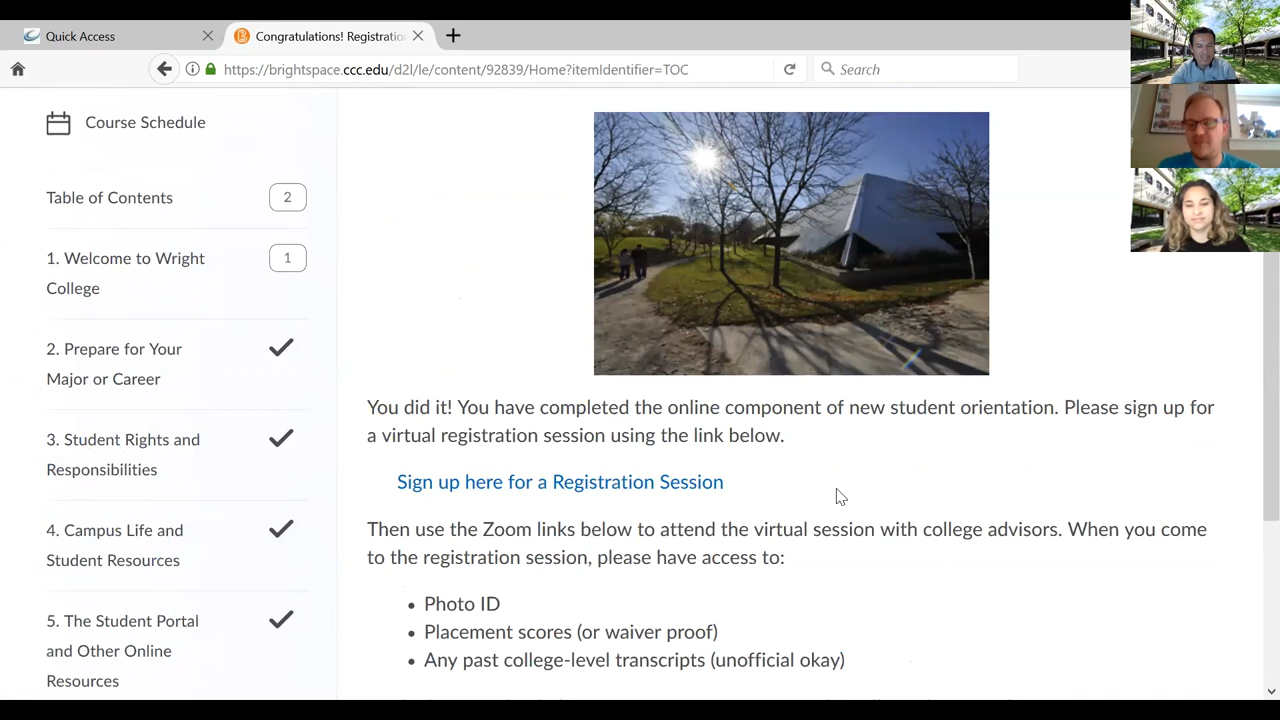 Quick Access
Congratulations! Registratio
https://brightspace.ccc.edu/d2l/le/content/92839/Home?itemIdentifier=TOC
Search
Course Schedule
Table of Contents
2
1. Welcome to Wright
College
1
2. Prepare for Your
Major or Career
3. Student Rights and
Responsibilities
4. Campus Life and
Student Resources
5. The Student Portal
and Other Online
Resources
You did it! You have completed the online component of new student orientation. Please sign up for
a virtual registration session using the link below.
Sign up here for a Registration Session
Then use the Zoom links below to attend the virtual session with college advisors. When you come
to the registration session, please have access to:
• Photo ID
• Placement scores (or waiver proof)
• Any past college-level transcripts (unofficial okay)